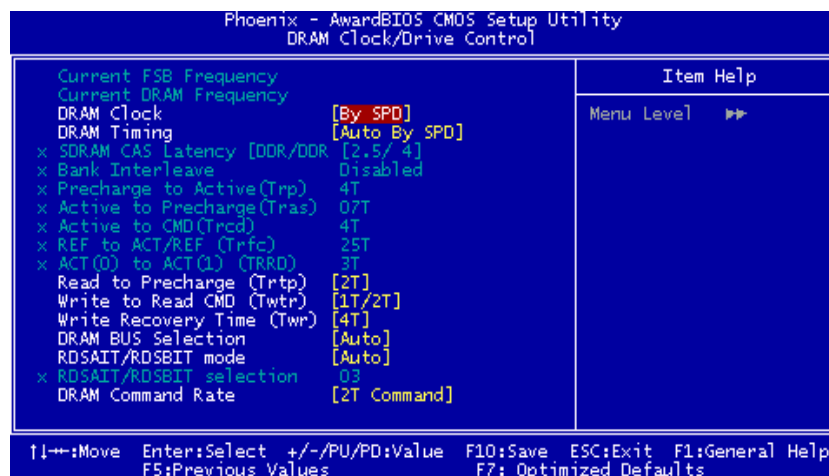 Phoenix - AwardBIOS CMOS Setup Utility
DRAM Clock/Drive Control
Current FSB Frequency
Current DRAM Frequency
DRAM Clock [By SPD]
DRAM Timing [Auto By SPD]
x SDRAM CAS Latency [DDR/DDR [2.5/ 4]
x Bank Interleave Disabled
x Precharge to Active(Trp) 4T
x Active to Precharge(Tras) 07T
x Active to CMD(Trcd) 4T
x REF to ACT/REF (Trfc) 25T
x ACT(0) to ACT(1) (TRRD) 3T
Read to Precharge (Trtp) [2T]
Write to Read CMD (Twtr) [1T/2T]
Write Recovery Time (Twr) [4T]
DRAM BUS Selection [Auto]
RDSAIT/RDSBIT mode [Auto]
x RDSAIT/RDSBIT selection 03
DRAM Command Rate [2T Command]
Item Help
Menu Level ▶▶
↑↓→←:Move Enter:Select +/-/PU/PD:Value F10:Save ESC:Exit F1:General Help
F5:Previous Values F7: Optimized Defaults